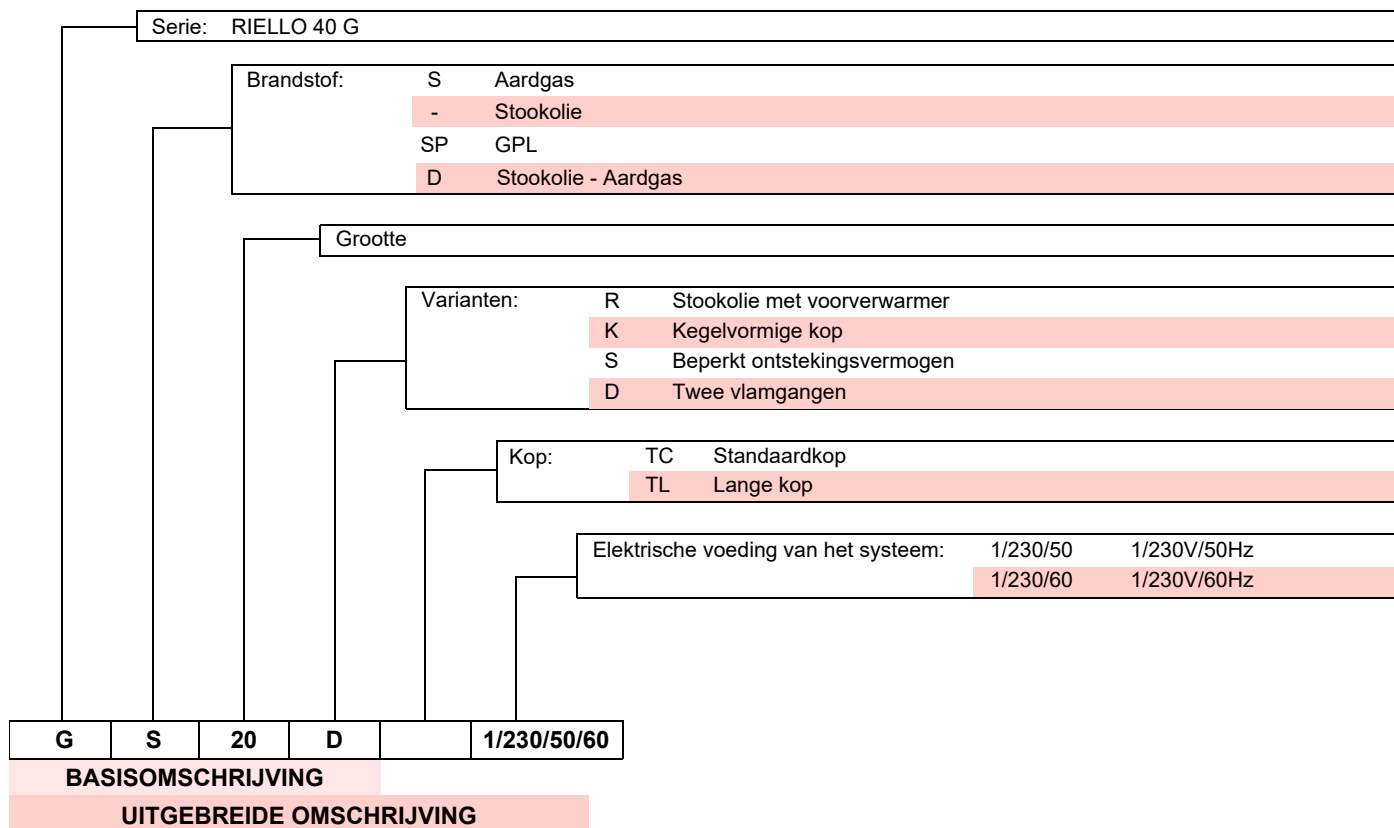 Serie: RIELLO 40 G
Brandstof: S Aardgas
- Stookolie
SP GPL
D Stookolie - Aardgas
Grootte
Varianten: R Stookolie met voorverwarmer
K Kegelvormige kop
S Beperkt ontstekingsvermogen
D Twee vlamgangen
Kop: TC Standaardkop
TL Lange kop
Elektrische voeding van het systeem: 1/230/50 1/230V/50Hz
1/230/60 1/230V/60Hz
G S 20 D 1/230/50/60
BASISOMSCHRIJVING
UITGEBREIDE OMSCHRIJVING